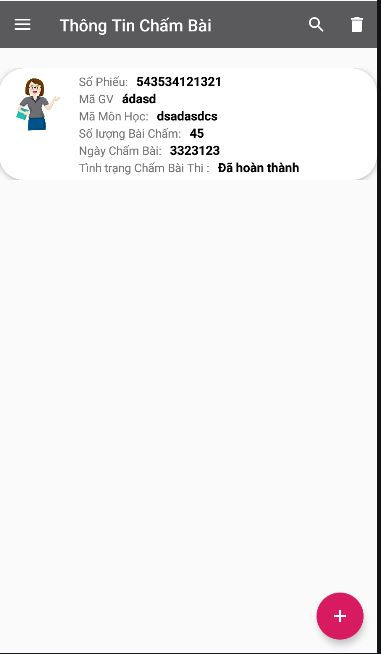 Thông Tin Chấm Bài
Số Phiếu: 543534121321
Mã GV ádasd
Mã Môn Học: dsadasdcs
Số lượng Bài Chấm: 45
Ngày Chấm Bài: 3323123
Tình trạng Chấm Bài Thi : Đã hoàn thành